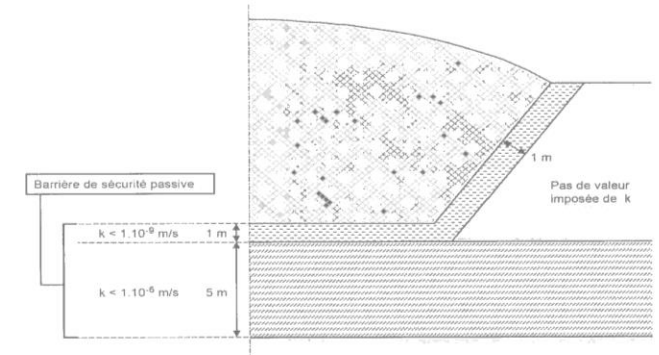 Barrière de sécurité passive
k < 1.10⁻⁹ m/s 1 m
k < 1.10⁻⁶ m/s 5 m
1 m
Pas de valeur
imposée de k